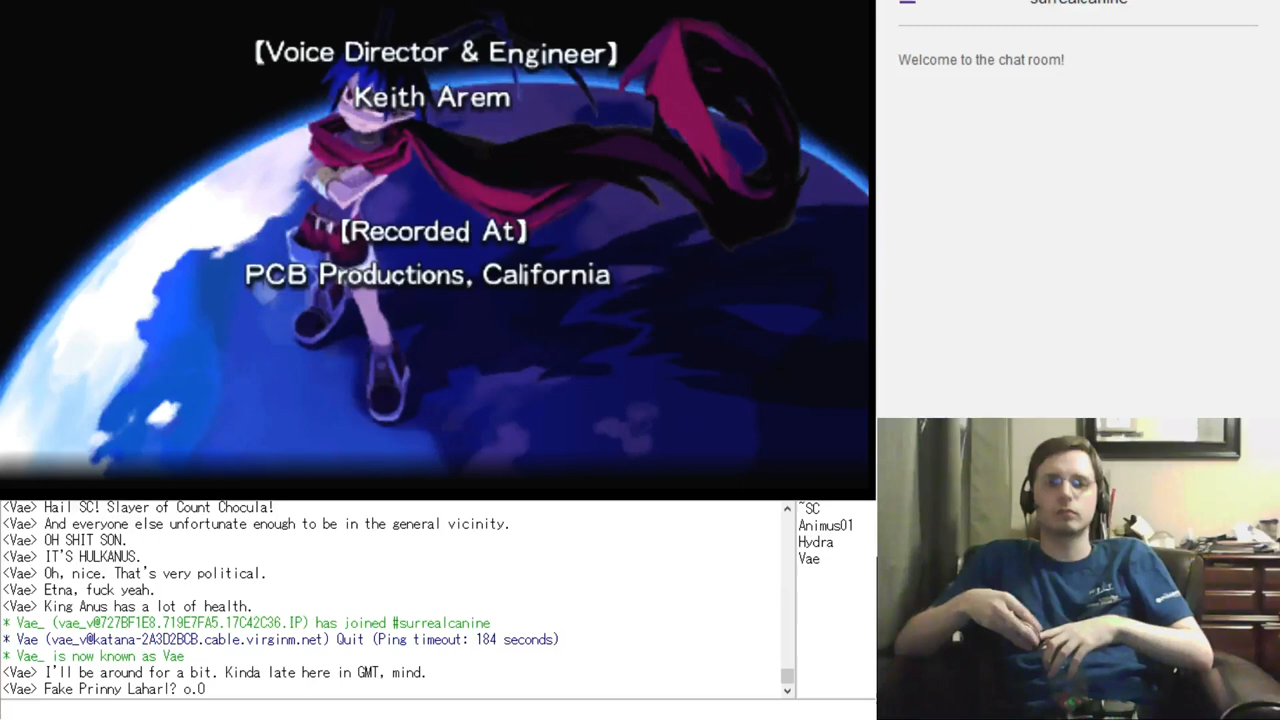 【Voice Director & Engineer】
Keith Arem
【Recorded At】
PCB Productions, California
surrealcanine
Welcome to the chat room!
<Vae> Hail SC! Slayer of Count Chocula!
<Vae> And everyone else unfortunate enough to be in the general vicinity.
<Vae> OH SHIT SON.
<Vae> IT'S HULKANUS.
<Vae> Oh, nice. That's very political.
<Vae> Etna, fuck yeah.
<Vae> King Anus has a lot of health.
* Vae_ (vae_v@727BF1E8.719E7FA5.17C42C36.IP) has joined #surrealcanine
* Vae (vae_v@katana-2A3D2BCB.cable.virginm.net) Quit (Ping timeout: 184 seconds)
* Vae_ is now known as Vae
<Vae> I'll be around for a bit. Kinda late here in GMT, mind.
<Vae> Fake Prinny Laharl? o.O
~SC
Animus01
Hydra
Vae